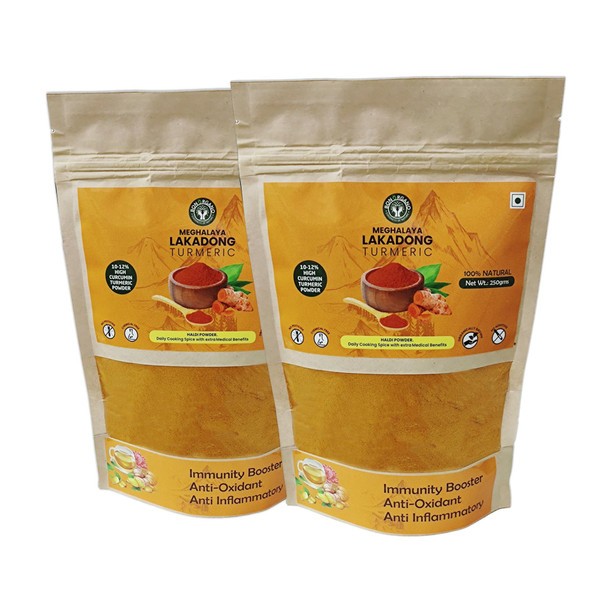 BON ORGANO
MEGHALAYA
LAKADONG
TURMERIC
10-12%
HIGH
CURCUMIN
TURMERIC
POWDER
HALDI POWDER.
Daily Cooking Spice with extra Medical Benefits
Immunity Booster
Anti-Oxidant
Anti Inflammatory
MEGHALAYA
LAKADONG
TURMERIC
100% NATURAL
Net Wt.: 250gm
10-12%
HIGH
CURCUMIN
TURMERIC
POWDER
HALDI POWDER.
Daily Cooking Spice with extra Medical Benefits
Immunity Booster
Anti-Oxidant
Anti Inflammatory